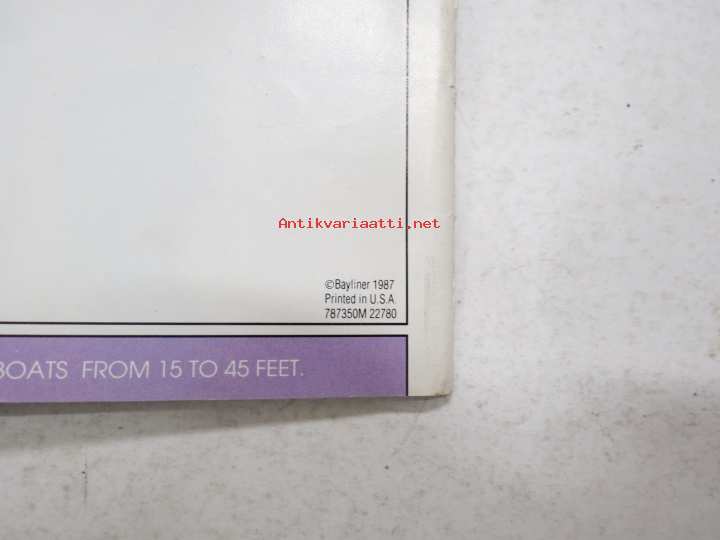 Antikvariaatti.net
©Bayliner 1987
Printed in U.S.A.
787350M 22780
BOATS FROM 15 TO 45 FEET.